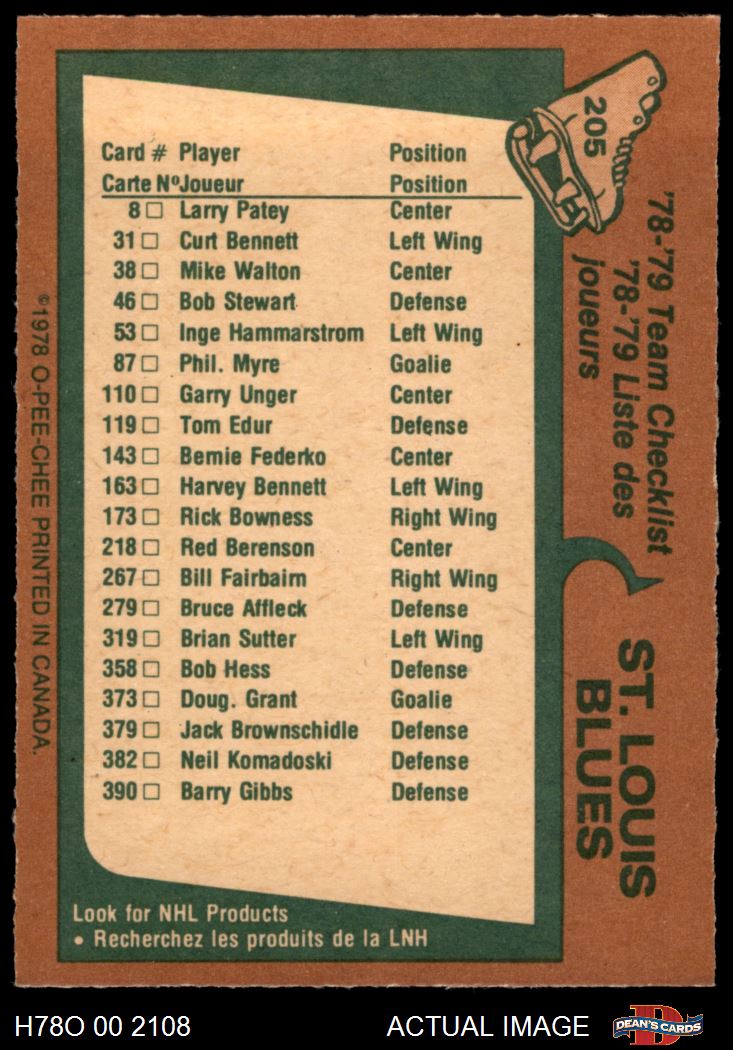 205
'78-'79 Team Checklist
'78-'79 Liste des
joueurs
ST. LOUIS
BLUES
Card # Player Position
Carte Nº Joueur Position
8 □ Larry Patey Center
31 □ Curt Bennett Left Wing
38 □ Mike Walton Center
46 □ Bob Stewart Defense
53 □ Inge Hammarstrom Left Wing
87 □ Phil. Myre Goalie
110 □ Garry Unger Center
119 □ Tom Edur Defense
143 □ Bernie Federko Center
163 □ Harvey Bennett Left Wing
173 □ Rick Bowness Right Wing
218 □ Red Berenson Center
267 □ Bill Fairbairn Right Wing
279 □ Bruce Affleck Defense
319 □ Brian Sutter Left Wing
358 □ Bob Hess Defense
373 □ Doug. Grant Goalie
379 □ Jack Brownschidle Defense
382 □ Neil Komadoski Defense
390 □ Barry Gibbs Defense
Look for NHL Products
• Recherchez les produits de la LNH
©1978 O-PEE-CHEE PRINTED IN CANADA.
H78O 00 2108 ACTUAL IMAGE
D
DEAN'S CARDS